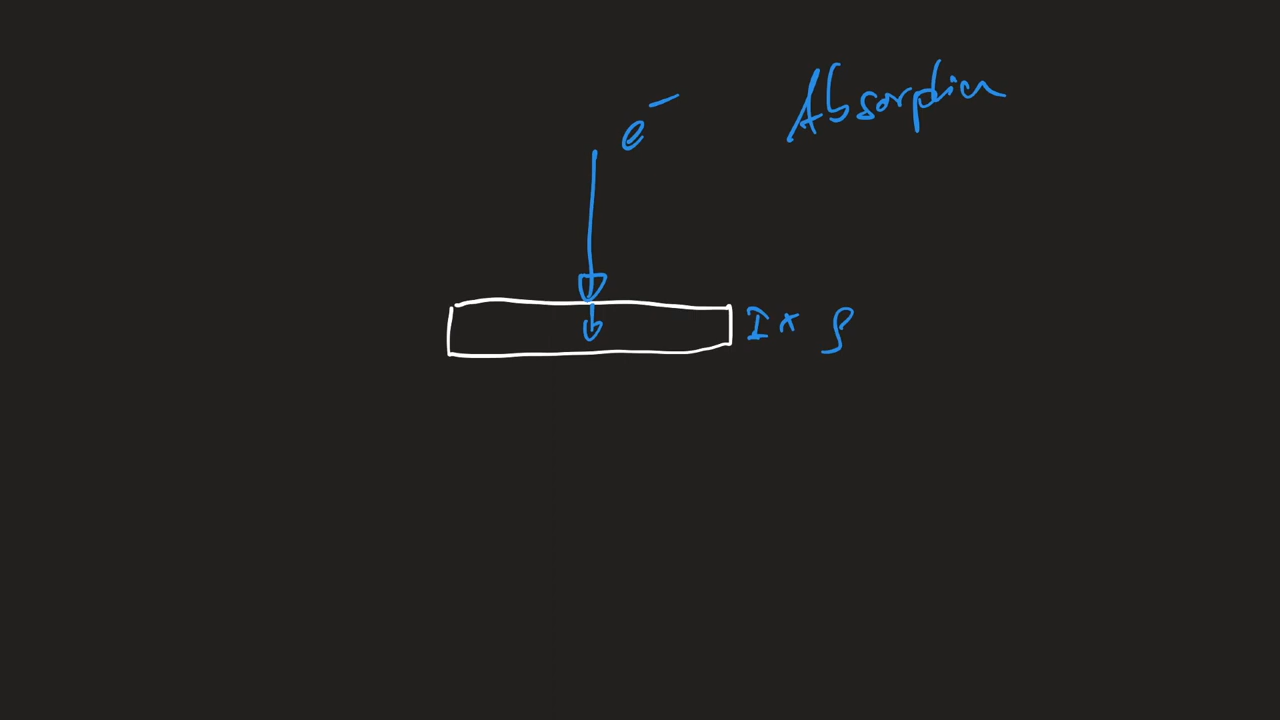 Absorption
e⁻
I × ρ